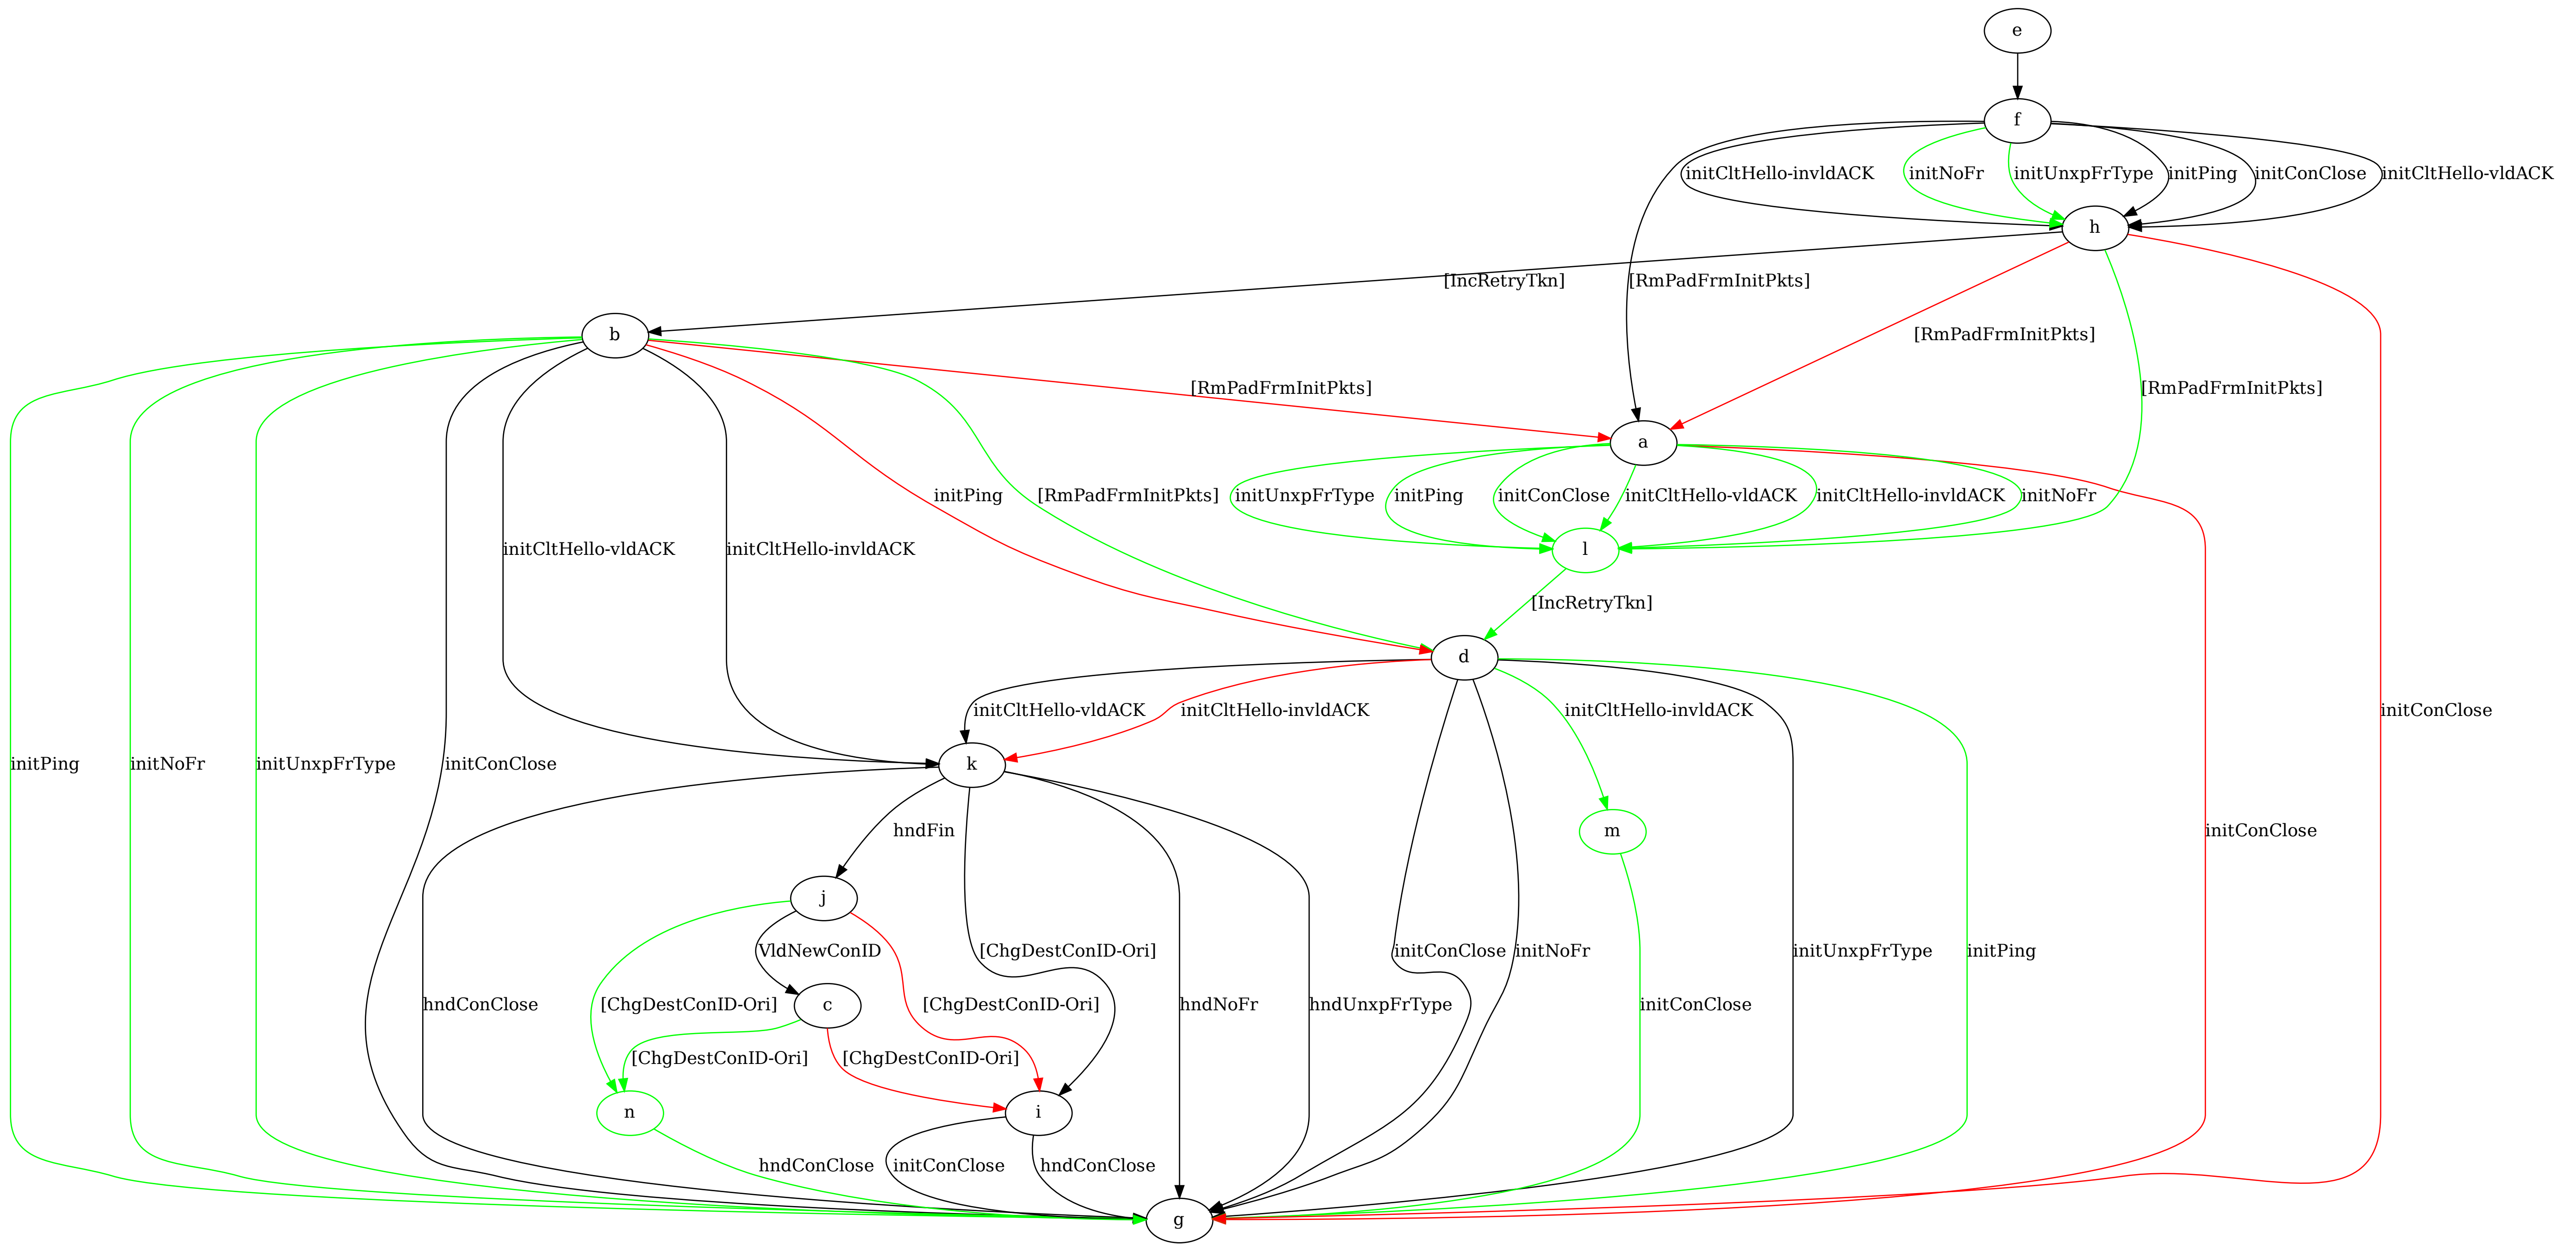 e
f
initCltHello-invldACK
initNoFr
initUnxpFrType
initPing
initConClose
initCltHello-vldACK
h
[IncRetryTkn]
[RmPadFrmInitPkts]
b
[RmPadFrmInitPkts]
[RmPadFrmInitPkts]
[RmPadFrmInitPkts]
a
initPing
[RmPadFrmInitPkts]
initUnxpFrType
initPing
initConClose
initCltHello-vldACK
initCltHello-invldACK
initNoFr
initCltHello-vldACK
initCltHello-invldACK
l
[IncRetryTkn]
d
initCltHello-vldACK
initCltHello-invldACK
initCltHello-invldACK
initConClose
initPing
initNoFr
initUnxpFrType
initConClose
k
hndFin
m
initConClose
j
VldNewConID
[ChgDestConID-Ori]
initConClose
initNoFr
initUnxpFrType
initPing
hndConClose
[ChgDestConID-Ori]
c
[ChgDestConID-Ori]
hndNoFr
hndUnxpFrType
initConClose
[ChgDestConID-Ori]
[ChgDestConID-Ori]
n
i
hndConClose
initConClose
hndConClose
g